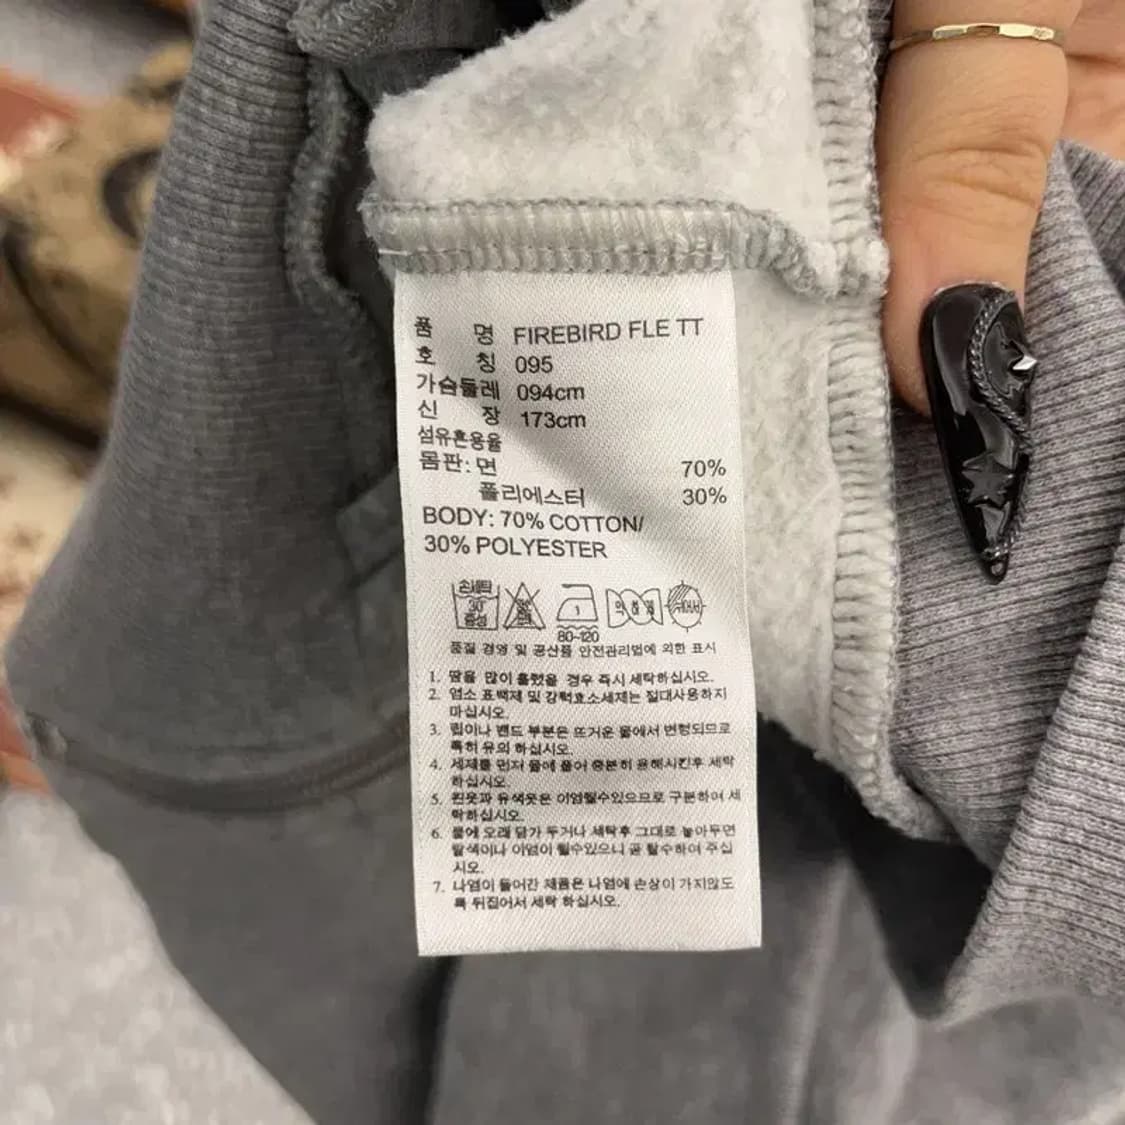 품 명 FIREBIRD FLE TT
호 칭 095
가슴둘레 094cm
신 장 173cm
섬유혼용율
몸판: 면 70%
폴리에스터 30%
BODY: 70% COTTON/
30% POLYESTER
손세탁
30°
중성
1
80~120
품질 경영 및 공산품 안전관리법에 의한 표시
1. 땀을 많이 흘렸을 경우 즉시 세탁하십시오.
2. 염소 표백제 및 강력효소세제는 절대사용하지
마십시오.
3. 립이나 밴드 부분은 뜨거운 물에서 변형되므로
특히 유의 하십시오.
4. 세제를 먼저 물에 풀어 충분히 용해시킨후 세탁
하십시오.
5. 흰옷과 유색옷은 이염될수있으므로 구분하여 세
탁하십시오.
6. 물에 오래 담가 두거나 세탁후 그대로 놓아두면
탈색이나 이염이 될수있으니 곧 탈수하여 주십
시오.
7. 나염이 들어간 제품은 나염에 손상이 가지않도
록 뒤집어서 세탁 하십시오.